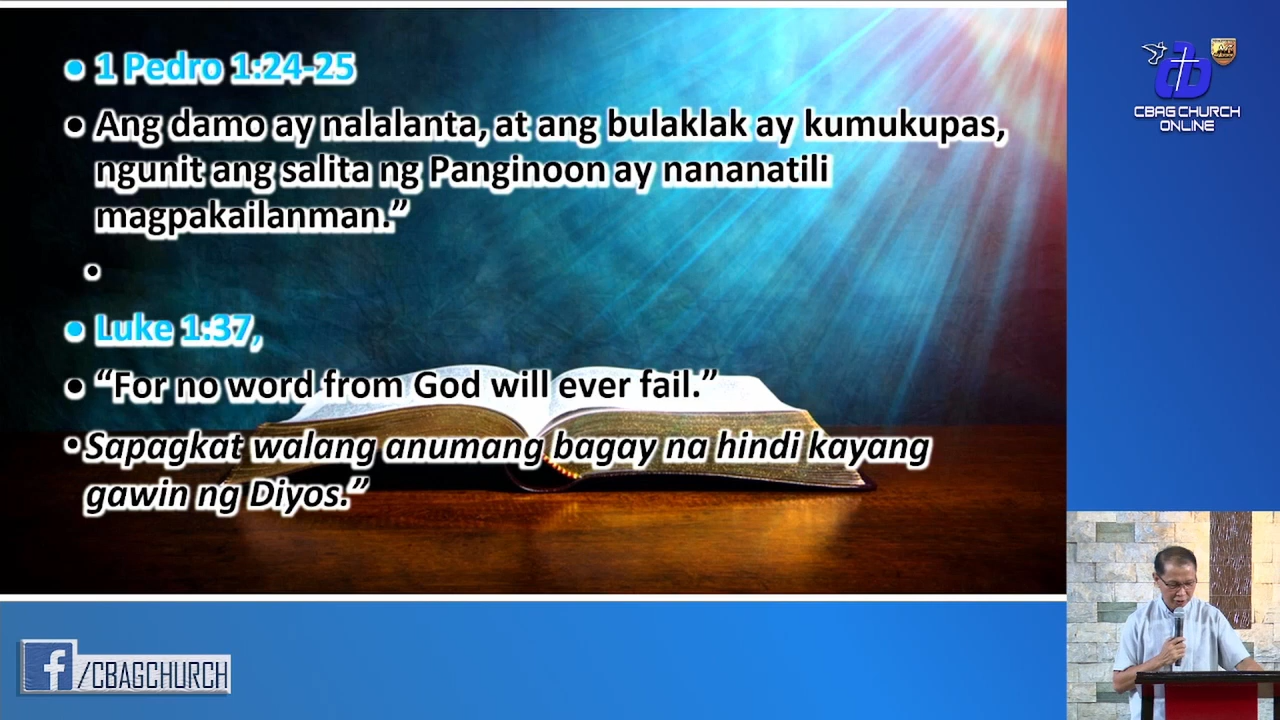 • 1 Pedro 1:24-25
• Ang damo ay nalalanta, at ang bulaklak ay kumukupas,
ngunit ang salita ng Panginoon ay nananatili
magpakailanman.”
•
• Luke 1:37,
• “For no word from God will ever fail.”
• Sapagkat walang anumang bagay na hindi kayang
gawin ng Diyos.”
CBAG CHURCH
ONLINE
f/CBAGCHURCH